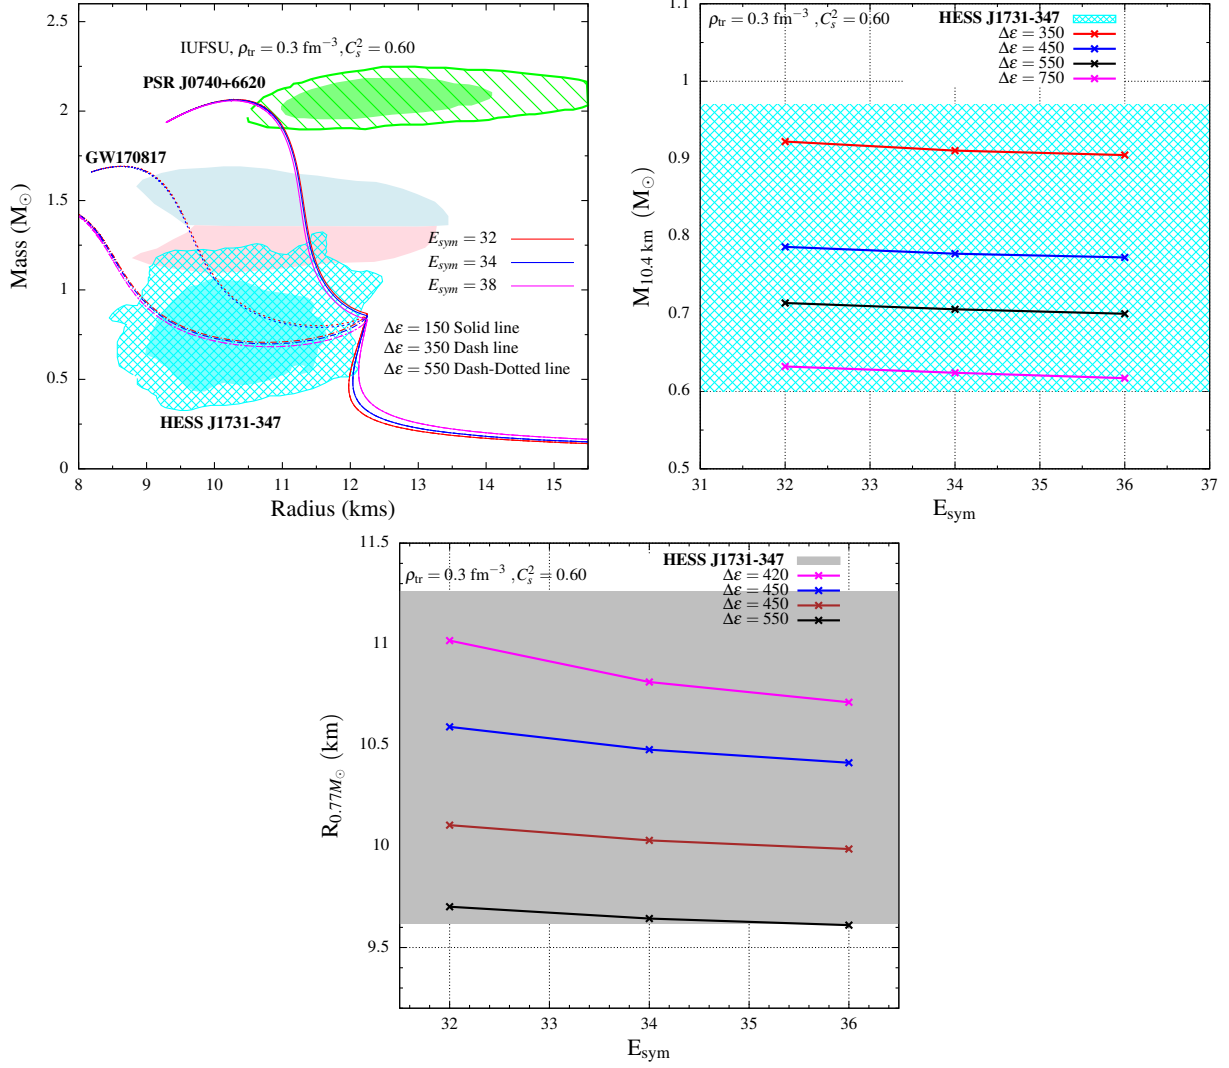 IUFSU, ρtr = 0.3 fm⁻³, C_s² = 0.60
PSR J0740+6620
GW170817
E_sym = 32
E_sym = 34
E_sym = 38
Δε = 150 Solid line
Δε = 350 Dash line
Δε = 550 Dash-Dotted line
HESS J1731-347
Mass (M⊙)
2.5
2
1.5
1
0.5
0
8 9 10 11 12 13 14 15
Radius (kms)
ρtr = 0.3 fm⁻³ , C_s² = 0.60
HESS J1731-347
Δε = 350
Δε = 450
Δε = 550
Δε = 750
M10.4 km (M⊙)
1.1
1
0.9
0.8
0.7
0.6
0.5
31 32 33 34 35 36 37
Esym
ρtr = 0.3 fm⁻³ , C_s² = 0.60
HESS J1731-347
Δε = 420
Δε = 450
Δε = 450
Δε = 550
R0.77M⊙ (km)
11.5
11
10.5
10
9.5
32 33 34 35 36
Esym